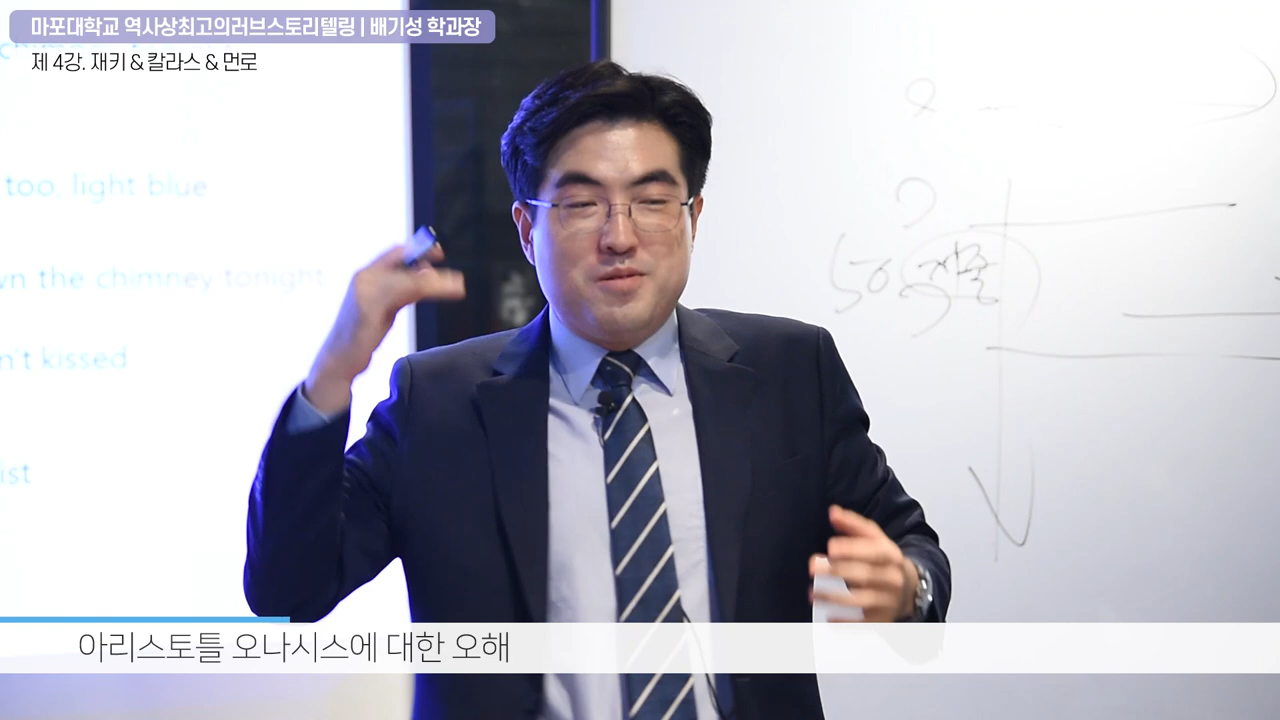 마포대학교 역사상최고의러브스토리텔링 | 배기성 학과장
제 4강. 재키 & 칼라스 & 먼로
too, light blue
the chimney tonight
kissed
50
아리스토틀 오나시스에 대한 오해